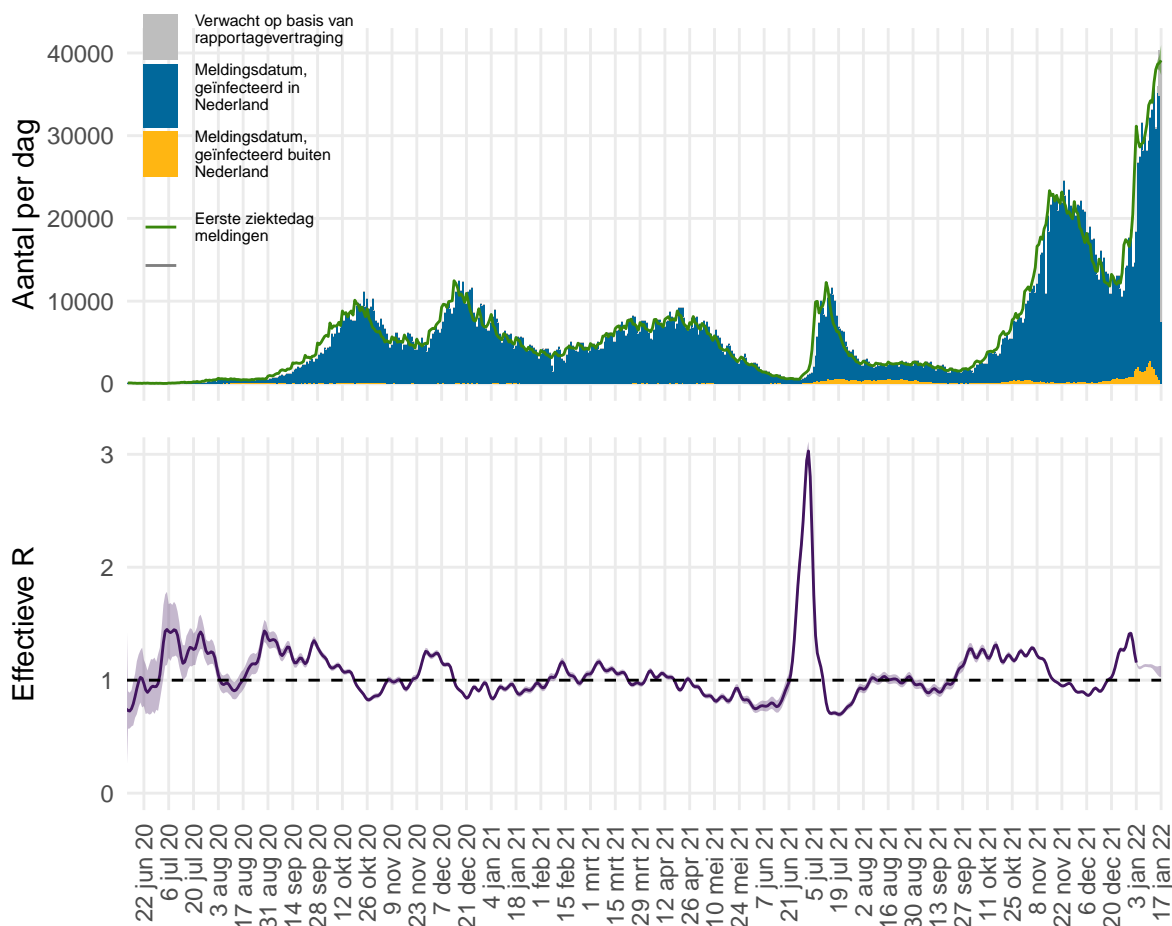 Verwacht op basis van
rapportagevertraging
Meldingsdatum,
geïnfecteerd in
Nederland
Meldingsdatum,
geïnfecteerd buiten
Nederland
Eerste ziektedag
meldingen
Aantal per dag
40000
30000
20000
10000
0
Effectieve R
3
2
1
0
22 jun 20
6 jul 20
20 jul 20
3 aug 20
17 aug 20
31 aug 20
14 sep 20
28 sep 20
12 okt 20
26 okt 20
9 nov 20
23 nov 20
7 dec 20
21 dec 20
4 jan 21
18 jan 21
1 feb 21
15 feb 21
1 mrt 21
15 mrt 21
29 mrt 21
12 apr 21
26 apr 21
10 mei 21
24 mei 21
7 jun 21
21 jun 21
5 jul 21
19 jul 21
2 aug 21
16 aug 21
30 aug 21
13 sep 21
27 sep 21
11 okt 21
25 okt 21
8 nov 21
22 nov 21
6 dec 21
20 dec 21
3 jan 22
17 jan 22